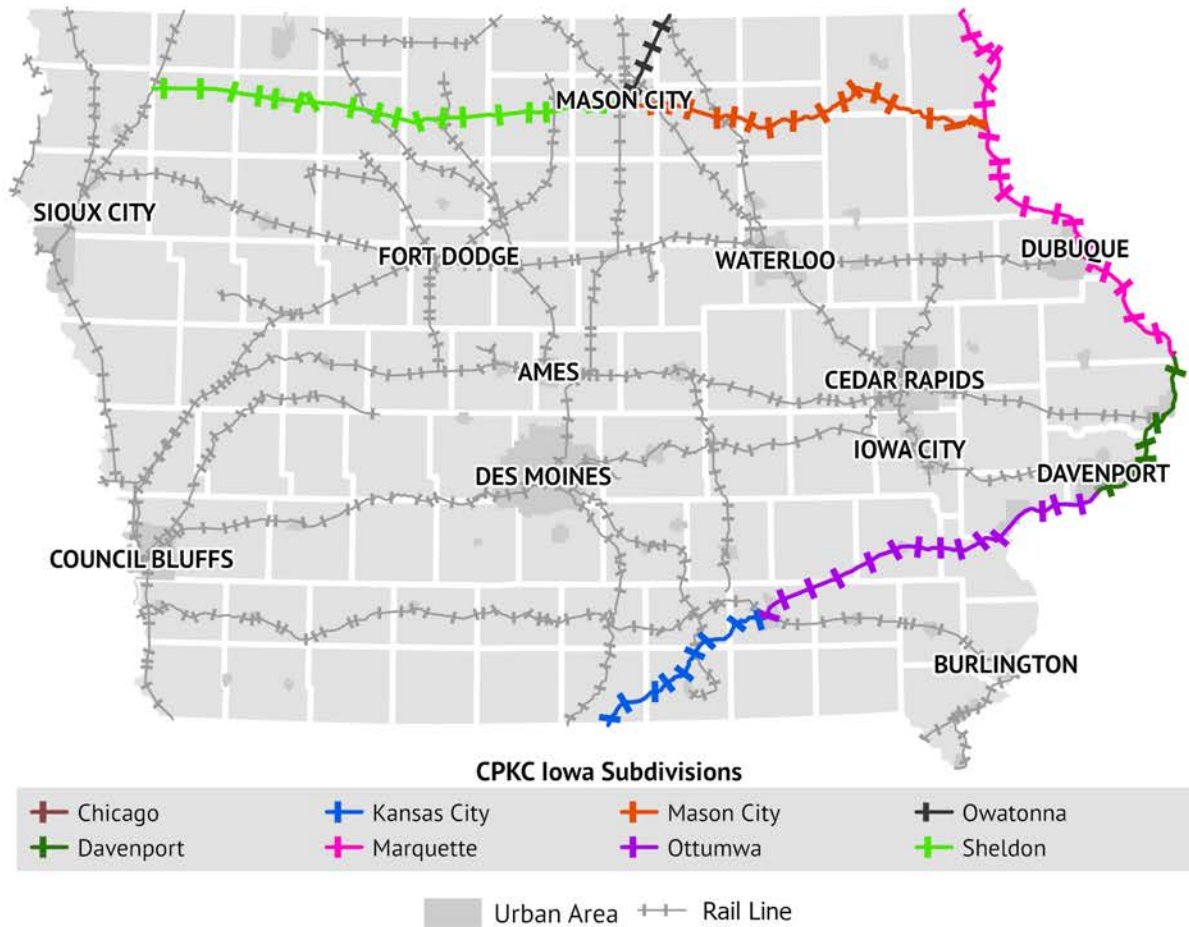 MASON CITY
SIOUX CITY
FORT DODGE
WATERLOO
DUBUQUE
AMES
CEDAR RAPIDS
IOWA CITY
DES MOINES
DAVENPORT
COUNCIL BLUFFS
BURLINGTON
CPKC Iowa Subdivisions
Chicago Kansas City Mason City Owatonna
Davenport Marquette Ottumwa Sheldon
Urban Area Rail Line